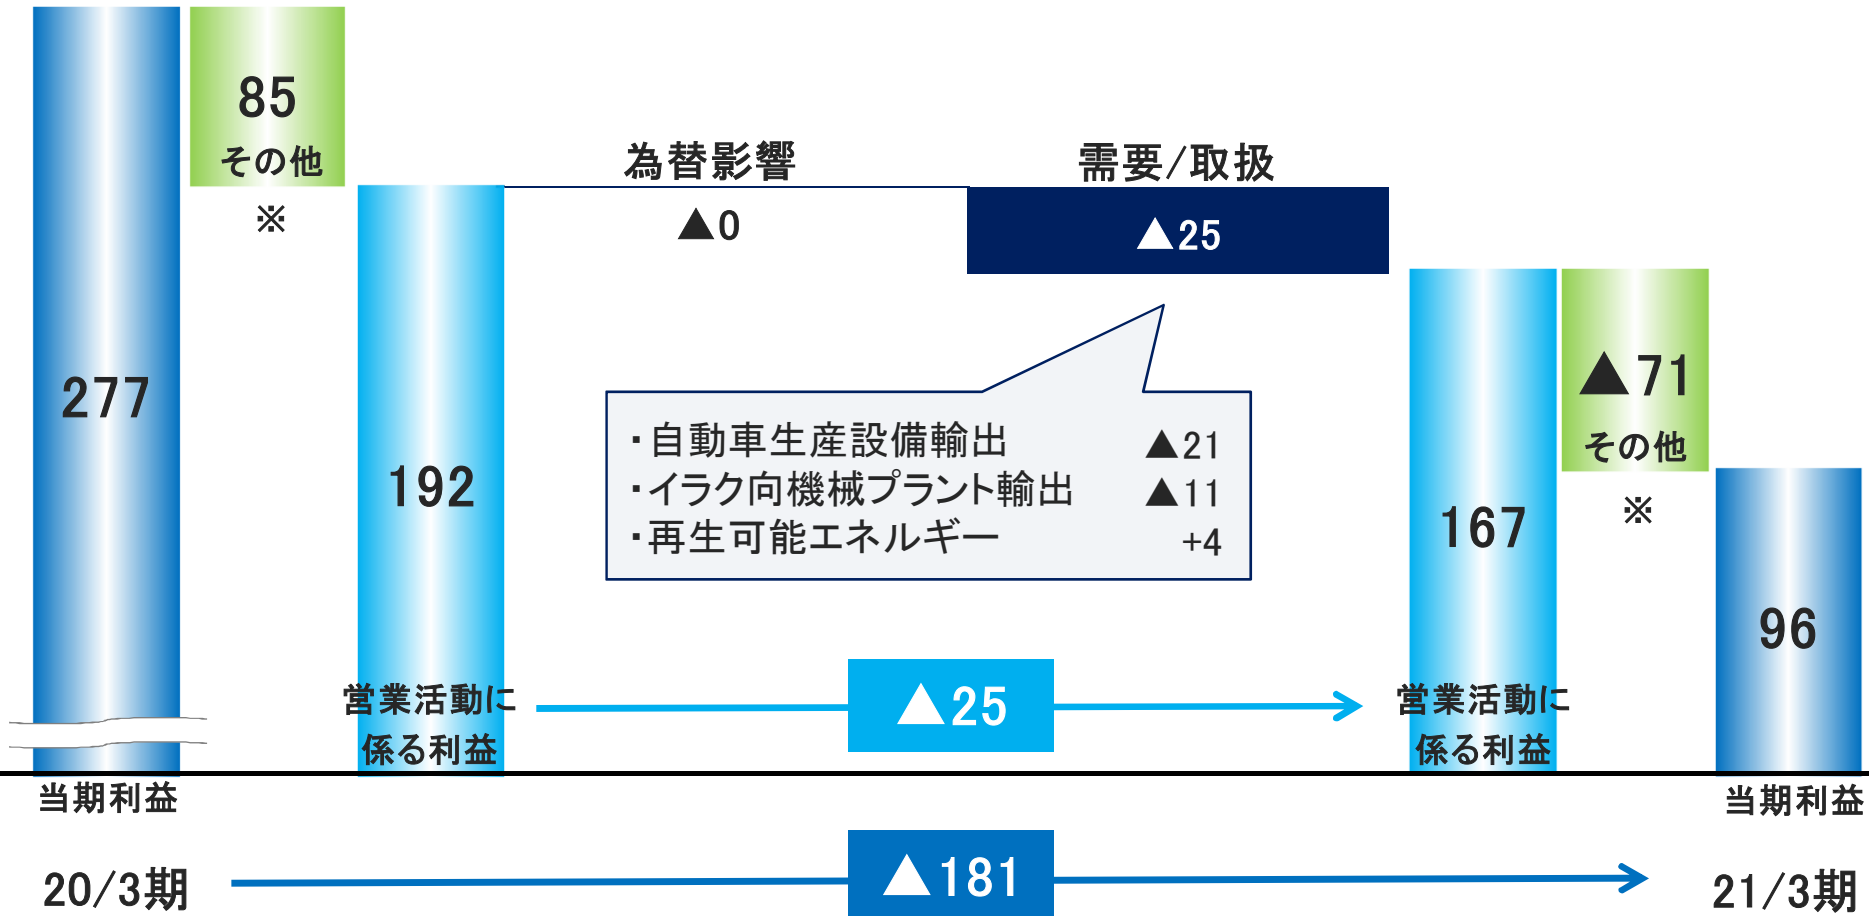 277
当期利益
20/3期
85
その他
※
192
営業活動に
係る利益
為替影響
▲0
需要/取扱
▲25
・自動車生産設備輸出 ▲21
・イラク向機械プラント輸出 ▲11
・再生可能エネルギー +4
▲25
▲181
167
営業活動に
係る利益
▲71
その他
※
96
当期利益
21/3期